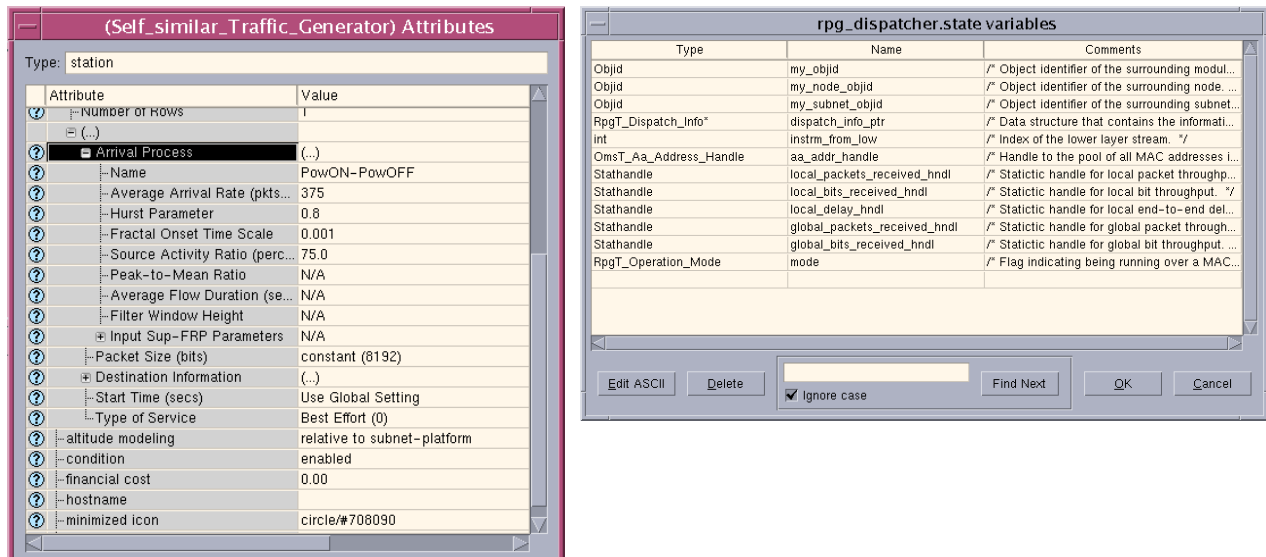 (Self_similar_Traffic_Generator) Attributes
Type: station
Attribute Value
Number of Rows 1
(...)
Arrival Process (...)
Name PowON-PowOFF
Average Arrival Rate (pkts... 375
Hurst Parameter 0.8
Fractal Onset Time Scale 0.001
Source Activity Ratio (perc... 75.0
Peak-to-Mean Ratio N/A
Average Flow Duration (se... N/A
Filter Window Height N/A
Input Sup-FRP Parameters N/A
Packet Size (bits) constant (8192)
Destination Information (...)
Start Time (secs) Use Global Setting
Type of Service Best Effort (0)
altitude modeling relative to subnet-platform
condition enabled
financial cost 0.00
hostname
minimized icon circle/#708090
rpg_dispatcher.state variables
Type Name Comments
Objid my_objid /* Object identifier of the surrounding modul...
Objid my_node_objid /* Object identifier of the surrounding node. ...
Objid my_subnet_objid /* Object identifier of the surrounding subnet...
RpgT_Dispatch_Info* dispatch_info_ptr /* Data structure that contains the informati...
int instrm_from_low /* Index of the lower layer stream. */
OmsT_Aa_Address_Handle aa_addr_handle /* Handle to the pool of all MAC addresses i...
Stathandle local_packets_received_hndl /* Statictic handle for local packet throughp...
Stathandle local_bits_received_hndl /* Statictic handle for local bit throughput. */
Stathandle local_delay_hndl /* Statictic handle for local end-to-end del...
Stathandle global_packets_received_hndl /* Statictic handle for global packet through...
Stathandle global_bits_received_hndl /* Statictic handle for global bit throughput. ...
RpgT_Operation_Mode mode /* Flag indicating being running over a MAC...
Edit ASCII Delete Find Next OK Cancel
Ignore case